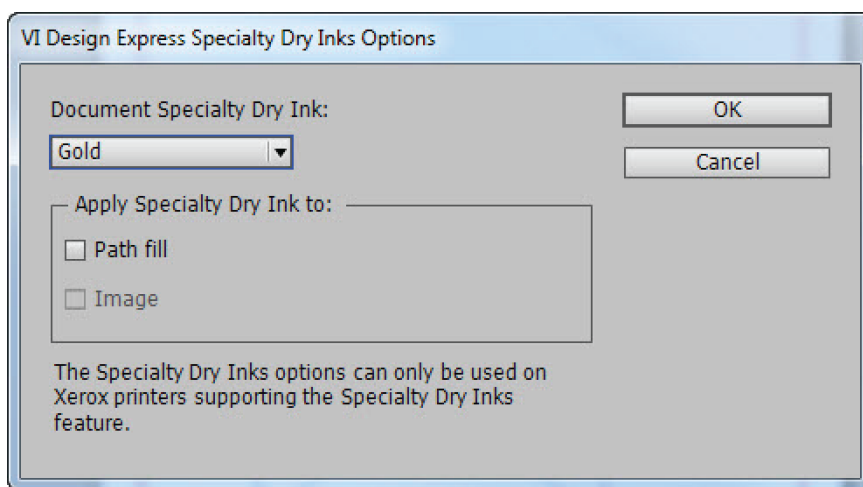 VI Design Express Specialty Dry Inks Options
Document Specialty Dry Ink:
Gold
OK
Cancel
Apply Specialty Dry Ink to:
Path fill
Image
The Specialty Dry Inks options can only be used on
Xerox printers supporting the Specialty Dry Inks
feature.